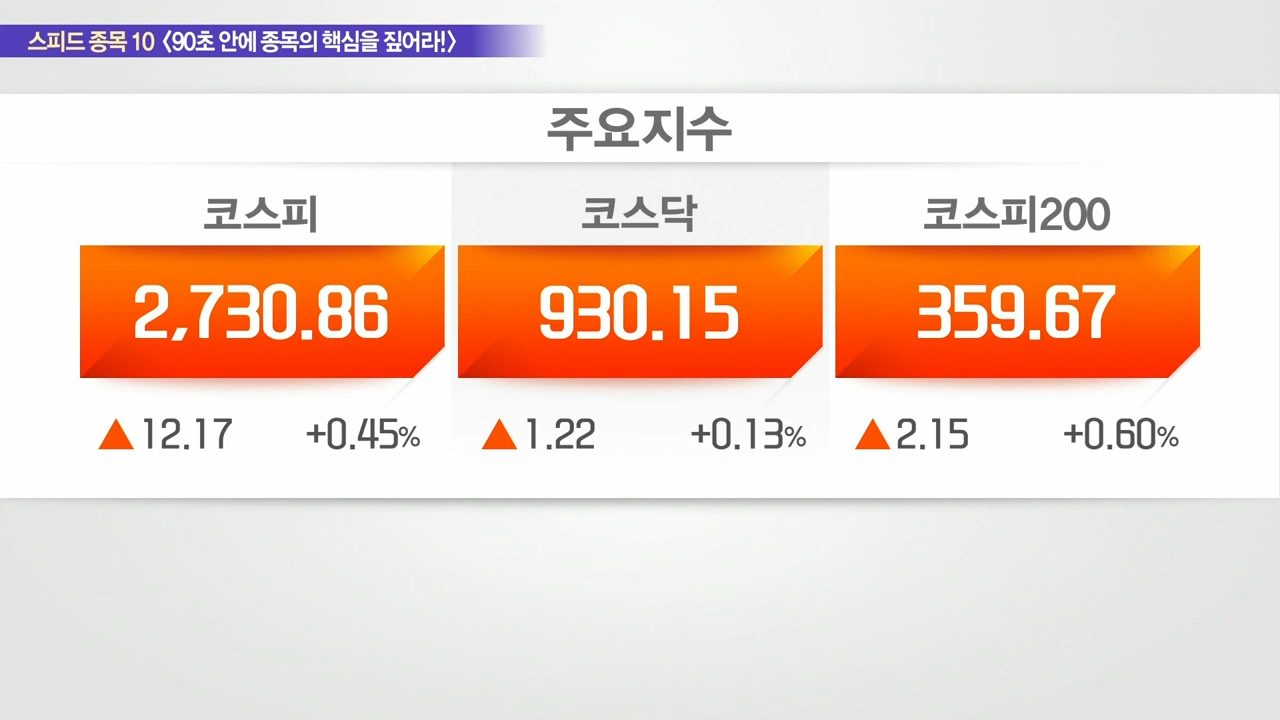 스피드 종목 10 〈90초 안에 종목의 핵심을 짚어라!〉
주요지수
코스피
2,730.86
▲12.17 +0.45%
코스닥
930.15
▲1.22 +0.13%
코스피200
359.67
▲2.15 +0.60%